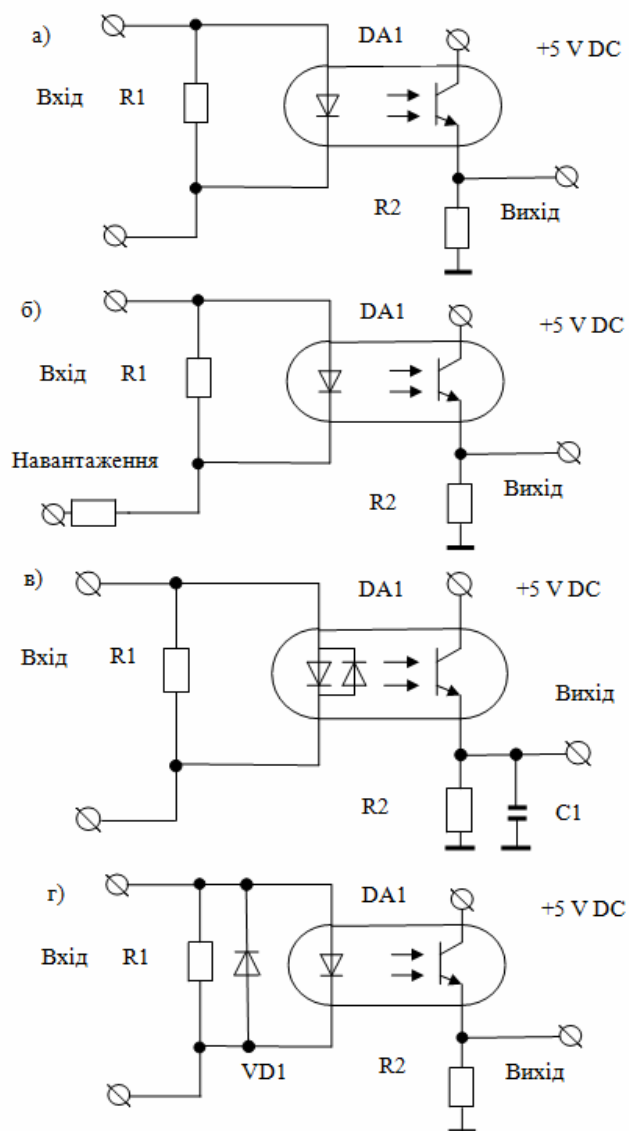 а)
DA1
+5 V DC
Вхід R1
R2
Вихід
б)
DA1
+5 V DC
Вхід R1
Навантаження
R2
Вихід
в)
DA1
+5 V DC
Вхід R1
Вихід
R2
C1
г)
DA1
+5 V DC
Вхід R1
VD1
R2
Вихід